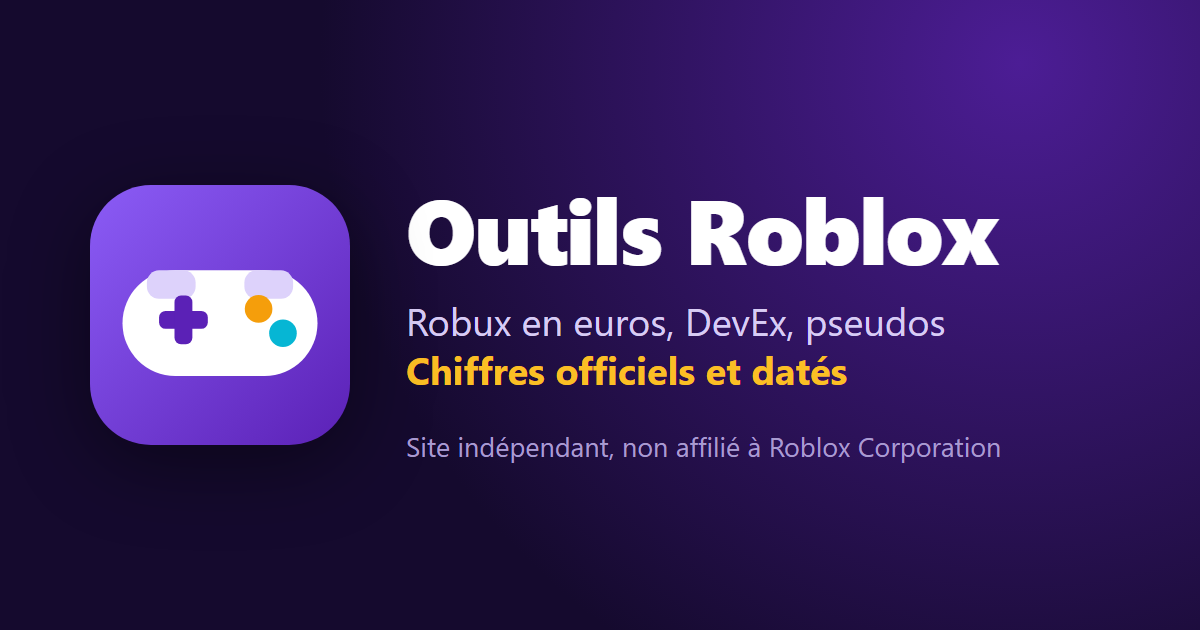 Outils Roblox
Robux en euros, DevEx, pseudos
Chiffres officiels et datés
Site indépendant, non affilié à Roblox Corporation